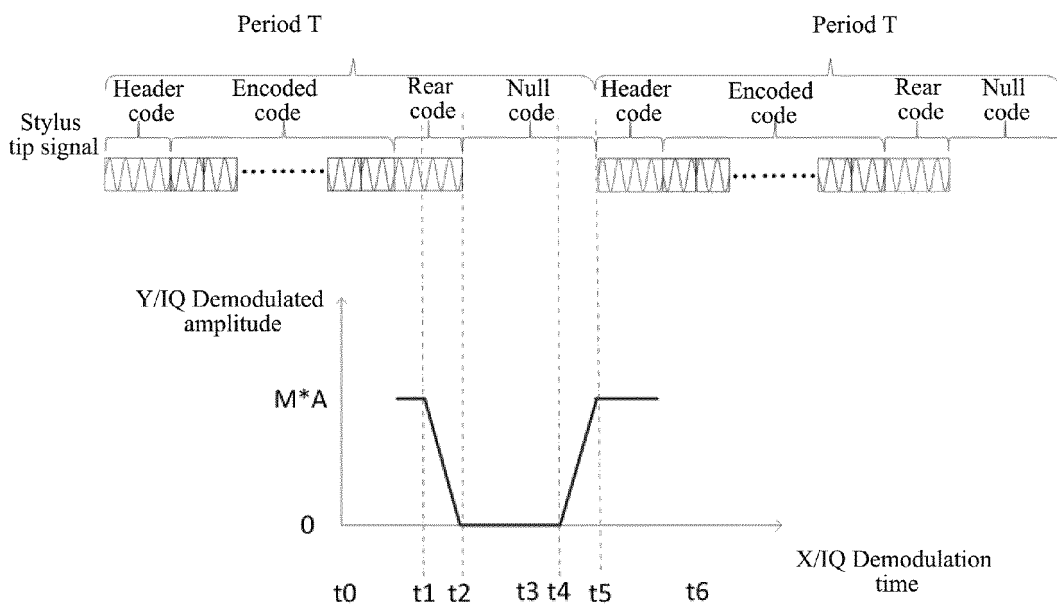 Period T
Period T
Header code
Encoded code
Rear code
Null code
Header code
Encoded code
Rear code
Null code
Stylus tip signal
Y/IQ Demodulated amplitude
M*A
0
X/IQ Demodulation time
t0 t1 t2 t3 t4 t5 t6